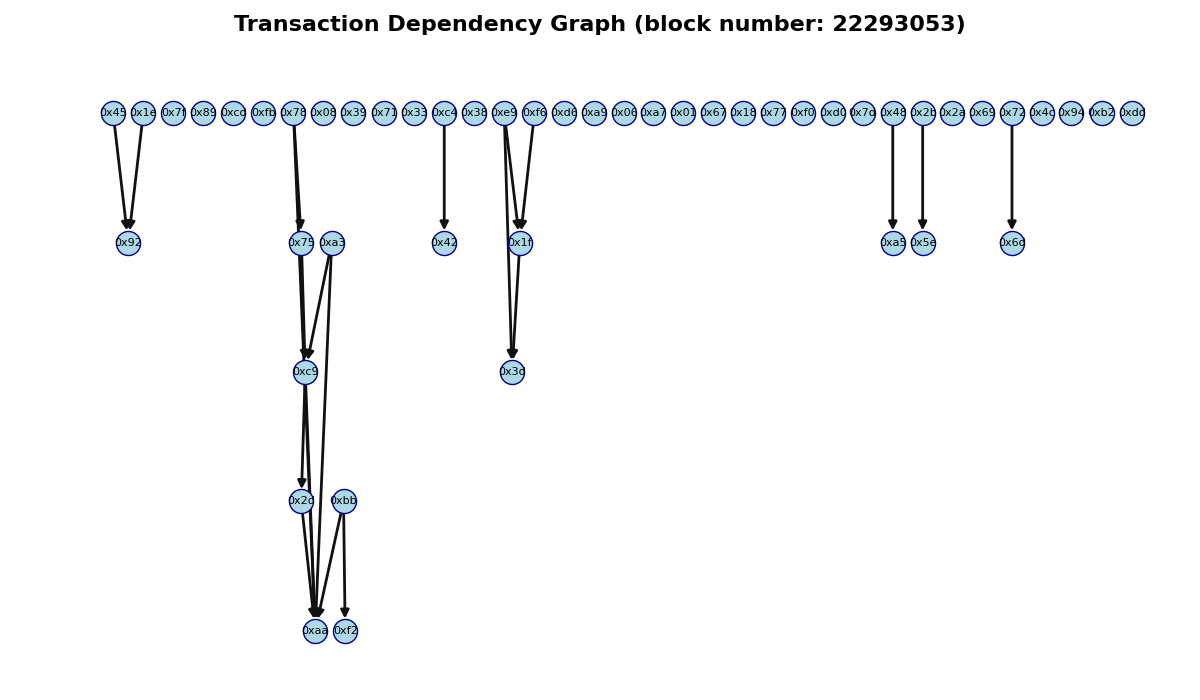 Transaction Dependency Graph (block number: 22293053)
0x45 0x1e 0x7f 0x89 0xcd 0xfb 0x78 0x08 0x39 0x71 0x33 0xc4 0x38 0xe9 0xf6 0xd6 0xa9 0x06 0xa7 0x01 0x67 0x18 0x77 0xf0 0xd0 0x7d 0x48 0x2b 0x2a 0x69 0x72 0x4c 0x94 0xb2 0xdd
0x92 0x75 0xa3 0x42 0x1f 0xa5 0x5e 0x6d
0xc9 0x3d
0xbb
0xaa 0xf2